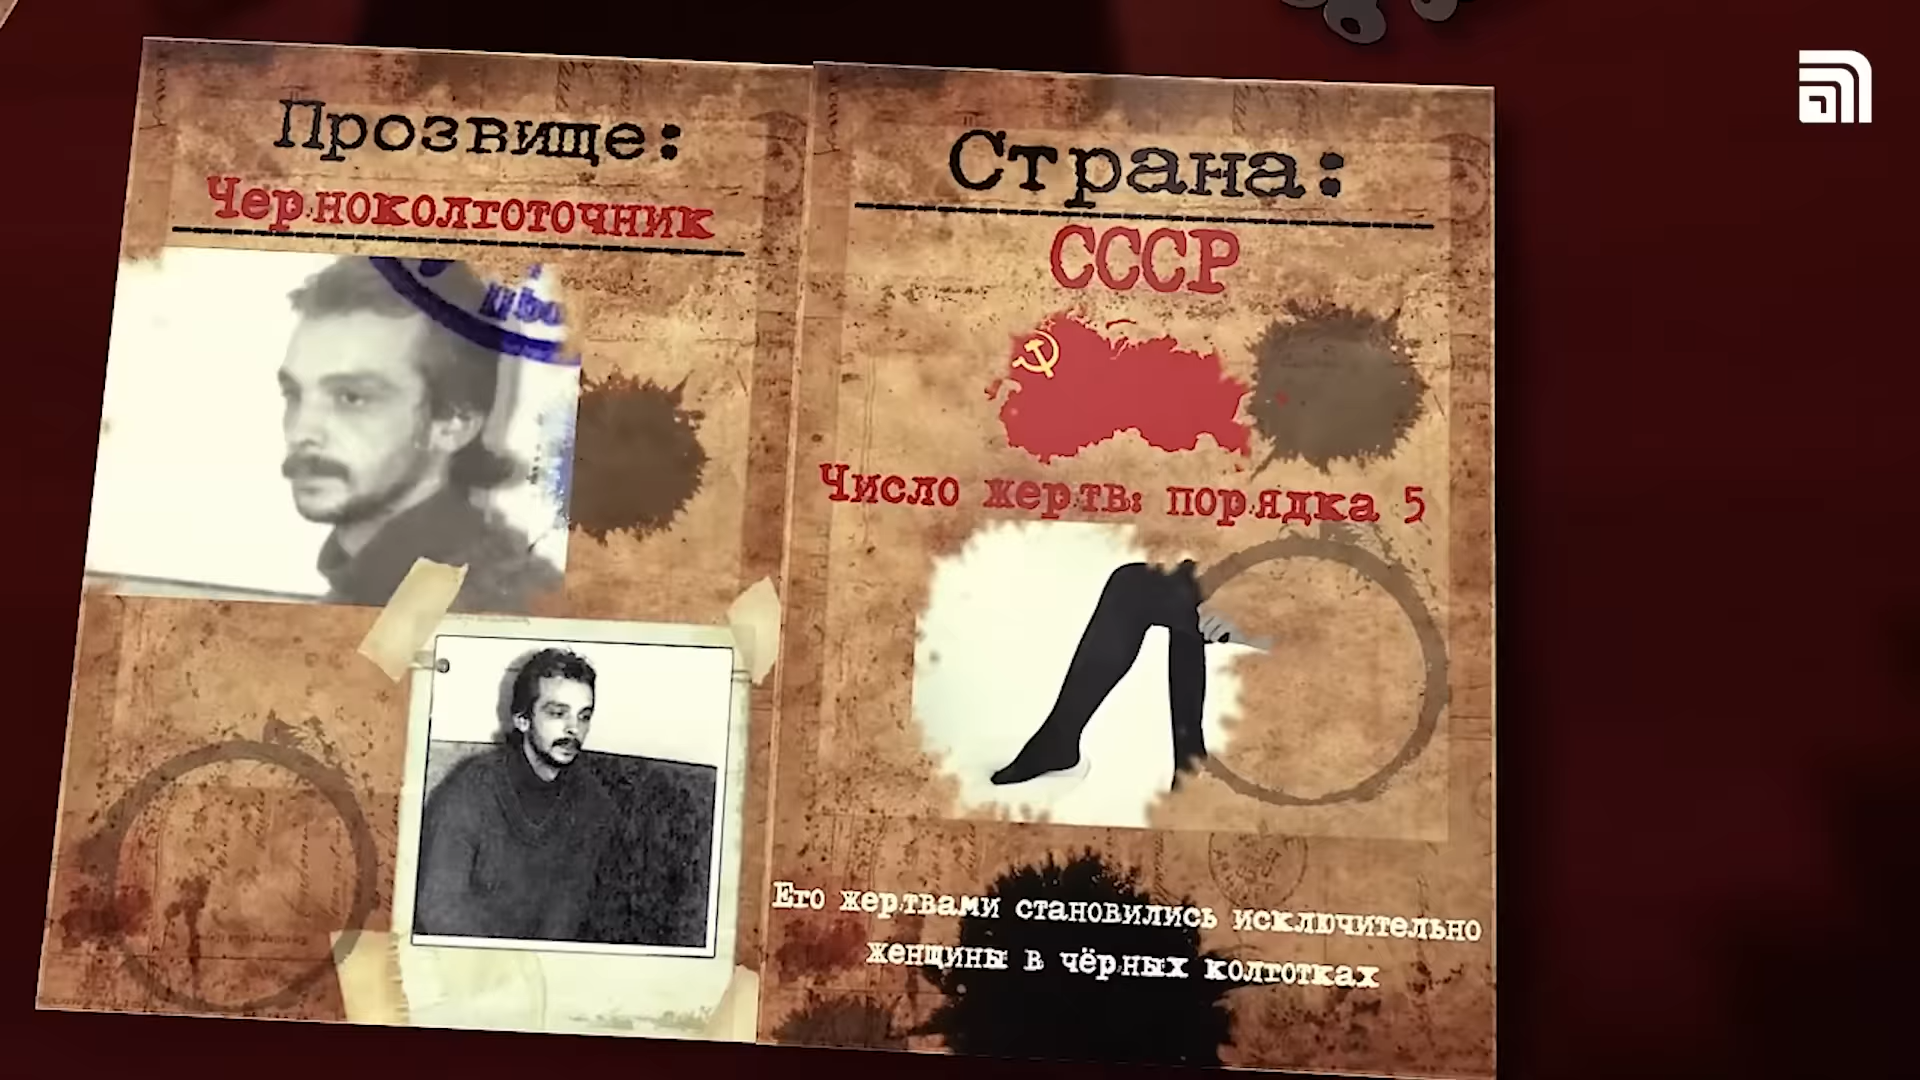 Прозвище:
Черноколготочник
Страна:
СССР
Число жертв: порядка 5
Его жертвами становились исключительно
женщины в чёрных колготках